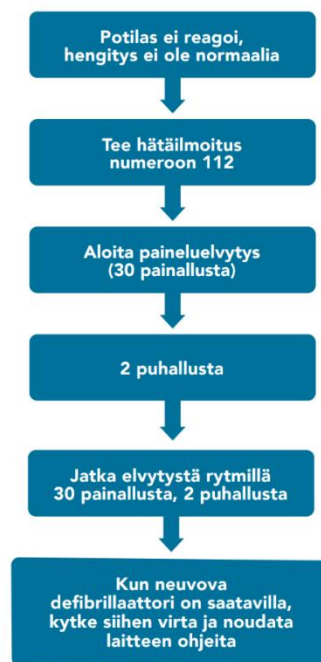 Potilas ei reagoi,
hengitys ei ole normaalia
Tee hätäilmoitus
numeroon 112
Aloita paineluelvytys
(30 painallusta)
2 puhallusta
Jatka elvytystä rytmillä
30 painallusta, 2 puhallusta
Kun neuvova
defibrillaattori on saatavilla,
kytke siihen virta ja noudata
laitteen ohjeita